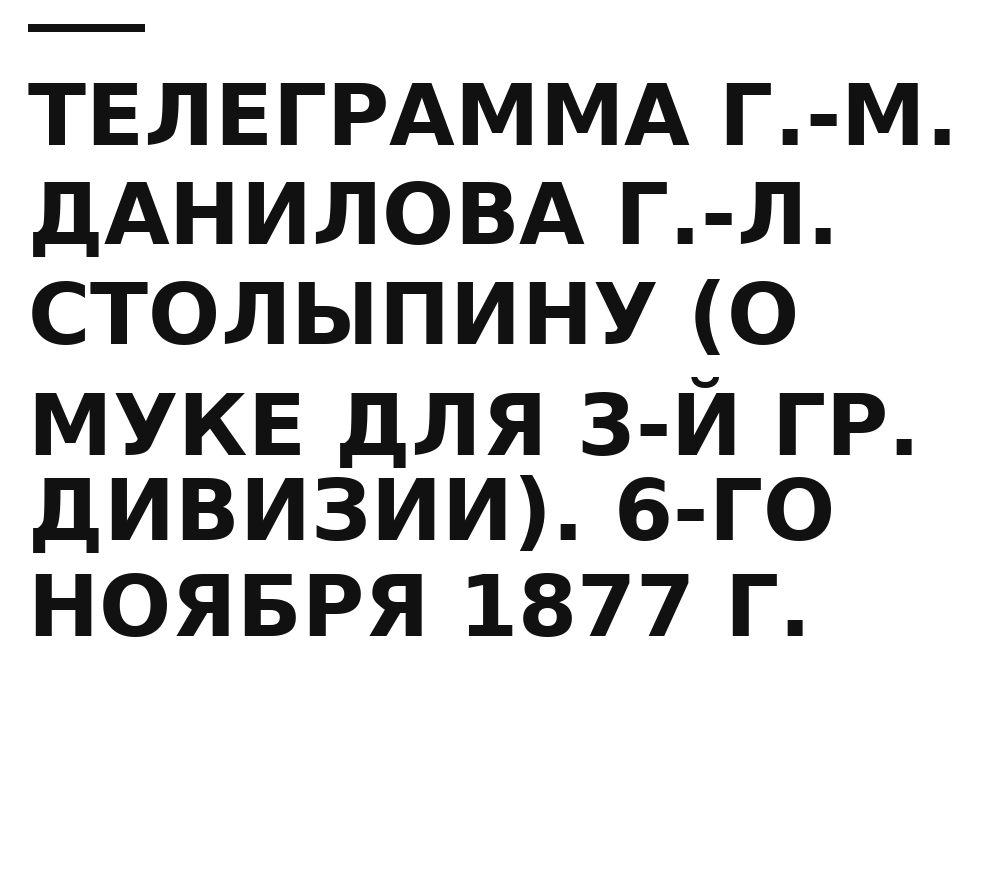 ТЕЛЕГРАММА Г.-М.
ДАНИЛОВА Г.-Л.
СТОЛЫПИНУ (О
МУКЕ ДЛЯ 3-Й ГР.
ДИВИЗИИ). 6-ГО
НОЯБРЯ 1877 Г.